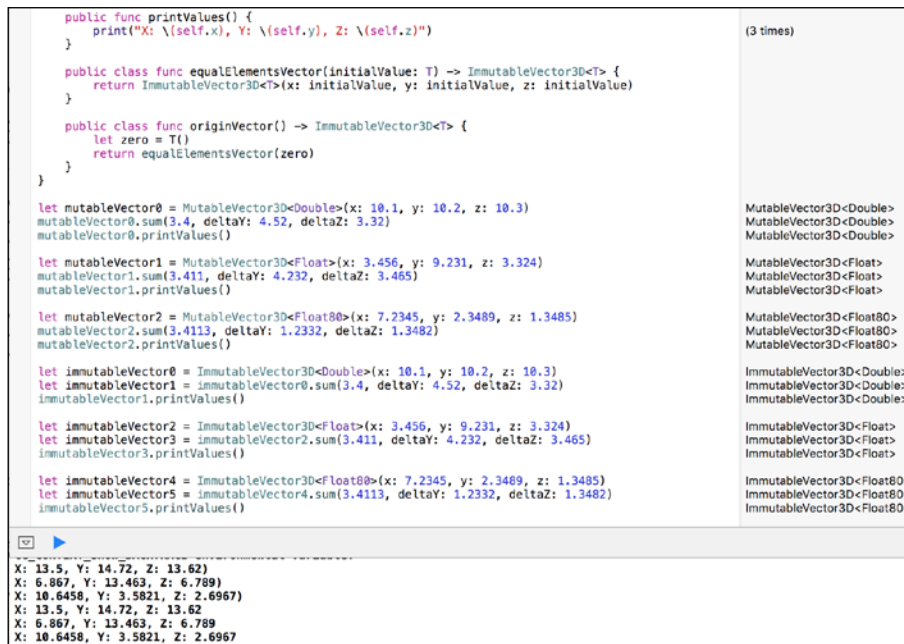 public func printValues() {
print("X: \(self.x), Y: \(self.y), Z: \(self.z)") (3 times)
}
public class func equalElementsVector(initialValue: T) -> ImmutableVector3D<T> {
return ImmutableVector3D<T>(x: initialValue, y: initialValue, z: initialValue)
}
public class func originVector() -> ImmutableVector3D<T> {
let zero = T()
return equalElementsVector(zero)
}
}
let mutableVector0 = MutableVector3D<Double>(x: 10.1, y: 10.2, z: 10.3) MutableVector3D<Double>
mutableVector0.sum(3.4, deltaY: 4.52, deltaZ: 3.32) MutableVector3D<Double>
mutableVector0.printValues() MutableVector3D<Double>
let mutableVector1 = MutableVector3D<Float>(x: 3.456, y: 9.231, z: 3.324) MutableVector3D<Float>
mutableVector1.sum(3.411, deltaY: 4.232, deltaZ: 3.465) MutableVector3D<Float>
mutableVector1.printValues() MutableVector3D<Float>
let mutableVector2 = MutableVector3D<Float80>(x: 7.2345, y: 2.3489, z: 1.3485) MutableVector3D<Float80>
mutableVector2.sum(3.4113, deltaY: 1.2332, deltaZ: 1.3482) MutableVector3D<Float80>
mutableVector2.printValues() MutableVector3D<Float80>
let immutableVector0 = ImmutableVector3D<Double>(x: 10.1, y: 10.2, z: 10.3) ImmutableVector3D<Double>
let immutableVector1 = immutableVector0.sum(3.4, deltaY: 4.52, deltaZ: 3.32) ImmutableVector3D<Double>
immutableVector1.printValues() ImmutableVector3D<Double>
let immutableVector2 = ImmutableVector3D<Float>(x: 3.456, y: 9.231, z: 3.324) ImmutableVector3D<Float>
let immutableVector3 = immutableVector2.sum(3.411, deltaY: 4.232, deltaZ: 3.465) ImmutableVector3D<Float>
immutableVector3.printValues() ImmutableVector3D<Float>
let immutableVector4 = ImmutableVector3D<Float80>(x: 7.2345, y: 2.3489, z: 1.3485) ImmutableVector3D<Float80
let immutableVector5 = immutableVector4.sum(3.4113, deltaY: 1.2332, deltaZ: 1.3482) ImmutableVector3D<Float80
immutableVector5.printValues() ImmutableVector3D<Float80
X: 13.5, Y: 14.72, Z: 13.62)
X: 6.867, Y: 13.463, Z: 6.789)
X: 10.6458, Y: 3.5821, Z: 2.6967)
X: 13.5, Y: 14.72, Z: 13.62
X: 6.867, Y: 13.463, Z: 6.789
X: 10.6458, Y: 3.5821, Z: 2.6967